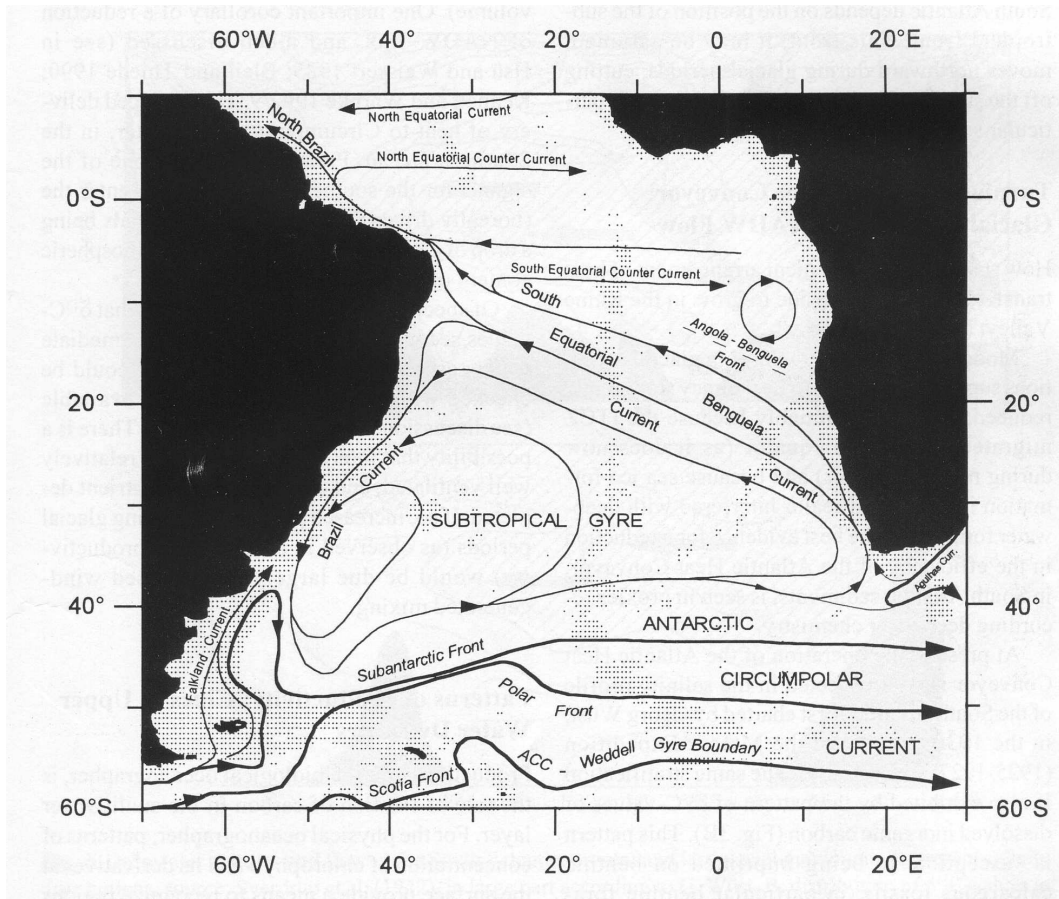 60°W
40°
20°
0
20°E
North Equatorial Current
North Brazil
North Equatorial Counter Current
0°S
0°S
South Equatorial Counter Current
South
Equatorial
Current
Angola - Benguela
Front
Benguela
Current
20°
20°
Brazil
Current
SUBTROPICAL GYRE
Agulhas Curr.
40°
40°
Falkland Current
ANTARCTIC
Subantarctic Front
CIRCUMPOLAR
Polar
Front
CURRENT
ACC
Wedell Gyre Boundary
Scotia Front
60°S
60°S
60°W
40°
20°
0
20°E